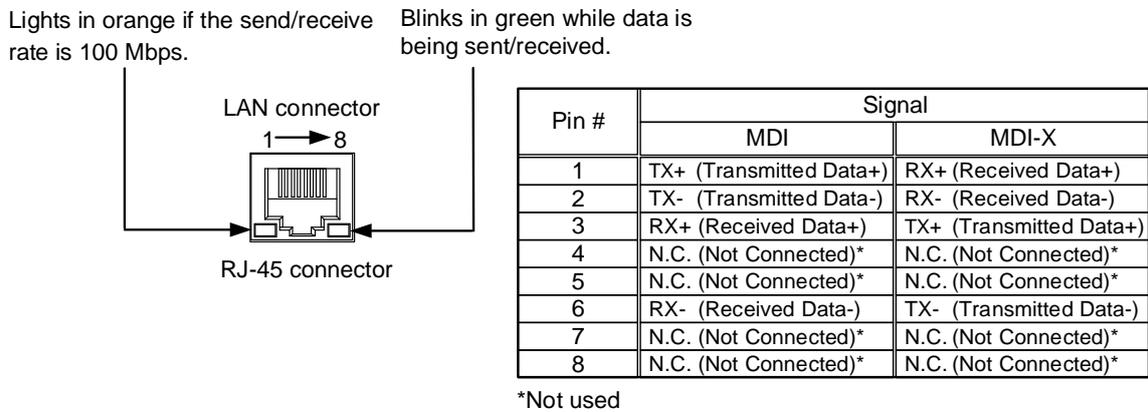 Lights in orange if the send/receive
rate is 100 Mbps.
Blinks in green while data is
being sent/received.
LAN connector
1 8
RJ-45 connector
Pin # Signal
MDI MDI-X
1 TX+ (Transmitted Data+) RX+ (Received Data+)
2 TX- (Transmitted Data-) RX- (Received Data-)
3 RX+ (Received Data+) TX+ (Transmitted Data+)
4 N.C. (Not Connected)* N.C. (Not Connected)*
5 N.C. (Not Connected)* N.C. (Not Connected)*
6 RX- (Received Data-) TX- (Transmitted Data-)
7 N.C. (Not Connected)* N.C. (Not Connected)*
8 N.C. (Not Connected)* N.C. (Not Connected)*
*Not used